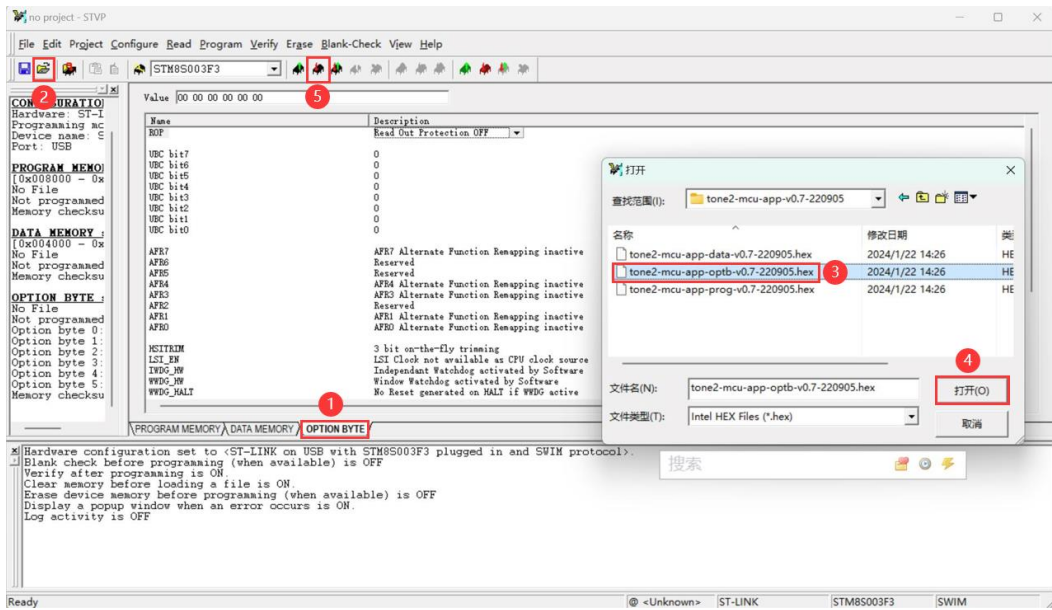 no project - STVP
File Edit Project Configure Read Program Verify Erase Blank-Check View Help
STM8S003F3
2
5
CONFIGURATIO
Hardware: ST-L
Programming mc
Device name: S
Port: USB
PROGRAM MEMO
[0x008000 - 0x
No File
Not programmed
Memory checksu
DATA MEMORY :
[0x004000 - 0x
No File
Not programmed
Memory checksu
OPTION BYTE :
No File
Not programmed
Option byte 0:
Option byte 1:
Option byte 2:
Option byte 3:
Option byte 4:
Option byte 5:
Memory checksu
Value 00 00 00 00 00 00
Name Description
ROP Read Out Protection OFF
UBC bit7 0
UBC bit6 0
UBC bit5 0
UBC bit4 0
UBC bit3 0
UBC bit2 0
UBC bit1 0
UBC bit0 0
AFR7 AFR7 Alternate Function Remapping inactive
AFR6 Reserved
AFR5 Reserved
AFR4 AFR4 Alternate Function Remapping inactive
AFR3 AFR3 Alternate Function Remapping inactive
AFR2 Reserved
AFR1 AFR1 Alternate Function Remapping inactive
AFR0 AFR0 Alternate Function Remapping inactive
HSITRIM 3 bit on-the-fly trimming
LSI_EN LSI Clock not available as CPU clock source
IWDG_HW Independant Watchdog activated by Software
WWDG_HW Window Watchdog activated by Software
WWDG_HALT No Reset generated on HALT if WWDG active
1
PROGRAM MEMORY DATA MEMORY OPTION BYTE
打开
查找范围(I): tone2-mcu-app-v0.7-220905
名称 修改日期 类
tone2-mcu-app-data-v0.7-220905.hex 2024/1/22 14:26 HE
tone2-mcu-app-optb-v0.7-220905.hex 3 2024/1/22 14:26 HE
tone2-mcu-app-prog-v0.7-220905.hex 2024/1/22 14:26 HE
4
文件名(N): tone2-mcu-app-optb-v0.7-220905.hex 打开(O)
文件类型(T): Intel HEX Files (*.hex) 取消
搜索
Hardware configuration set to <ST-LINK on USB with STM8S003F3 plugged in and SWIM protocol>.
Blank check before programming (when available) is OFF
Verify after programming is ON.
Clear memory before loading a file is ON.
Erase device memory before programming (when available) is OFF
Display a popup window when an error occurs is ON.
Log activity is OFF
Ready @ <Unknown> ST-LINK STM8S003F3 SWIM